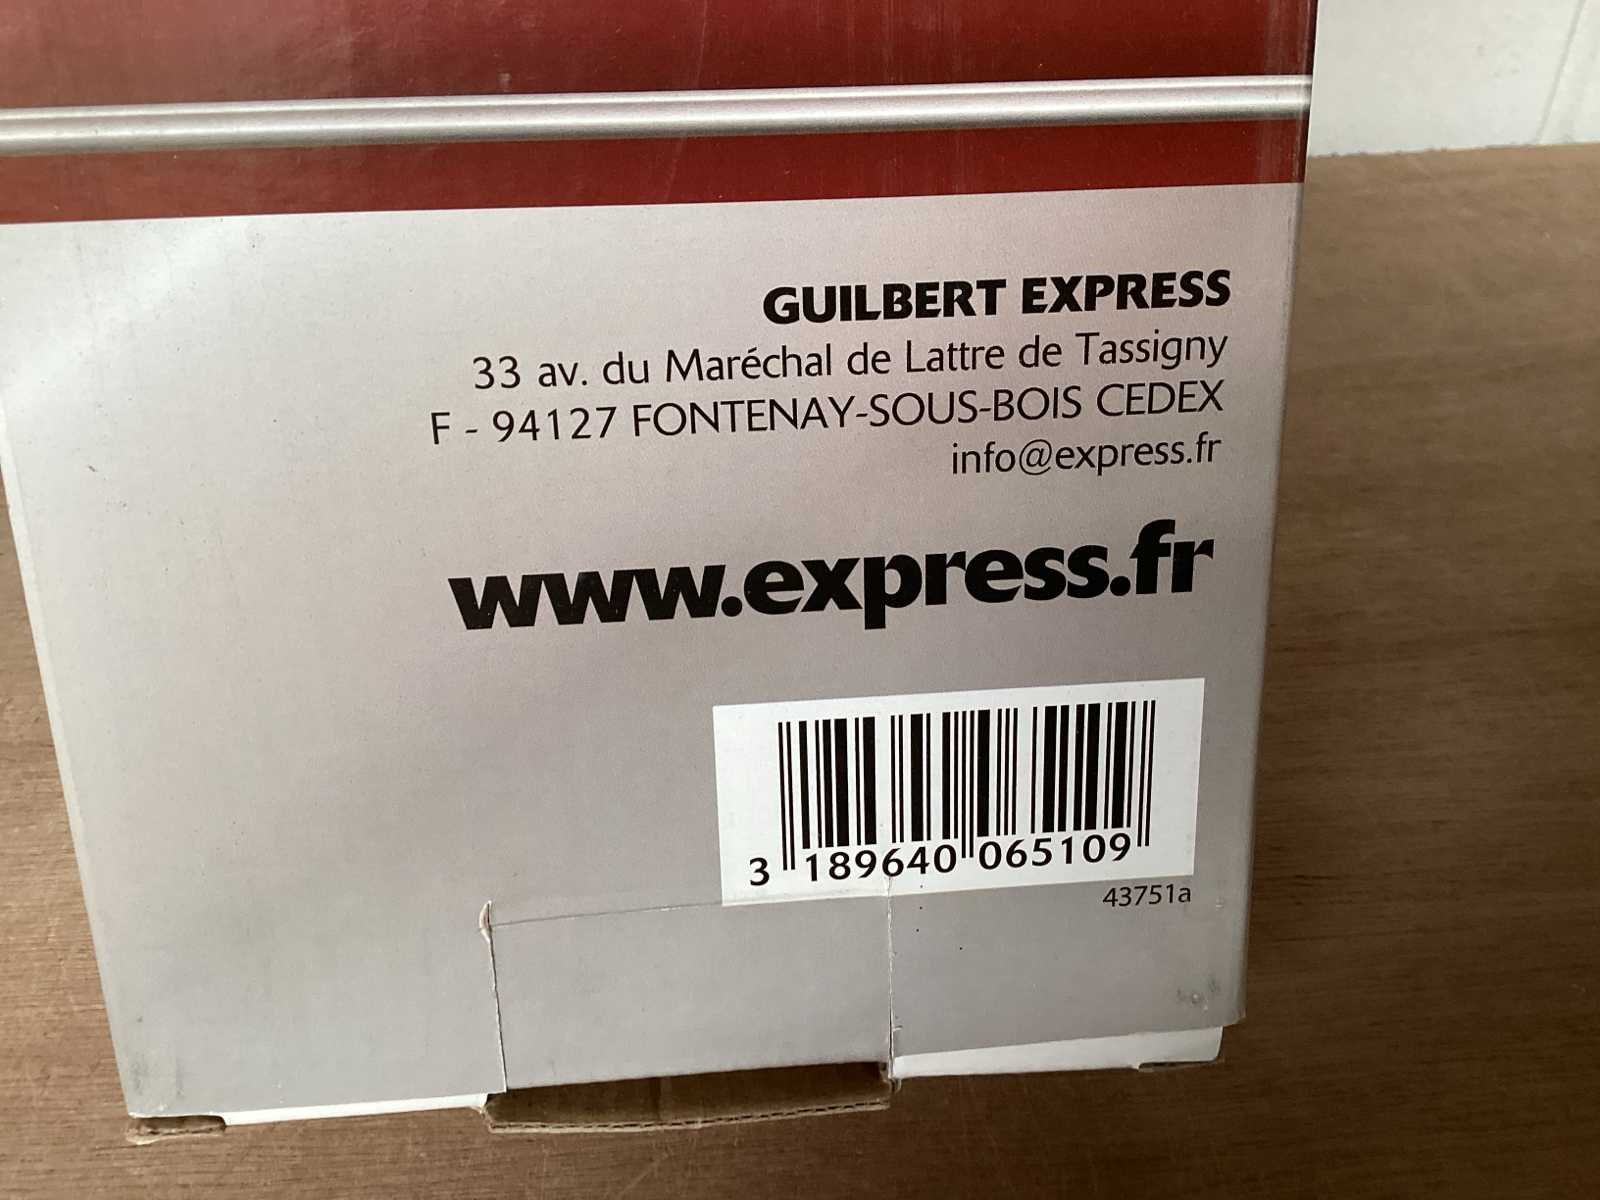 GUILBERT EXPRESS
33 av. du Maréchal de Lattre de Tassigny
F - 94127 FONTENAY-SOUS-BOIS CEDEX
info@express.fr
www.express.fr
3 189640 065109
43751a